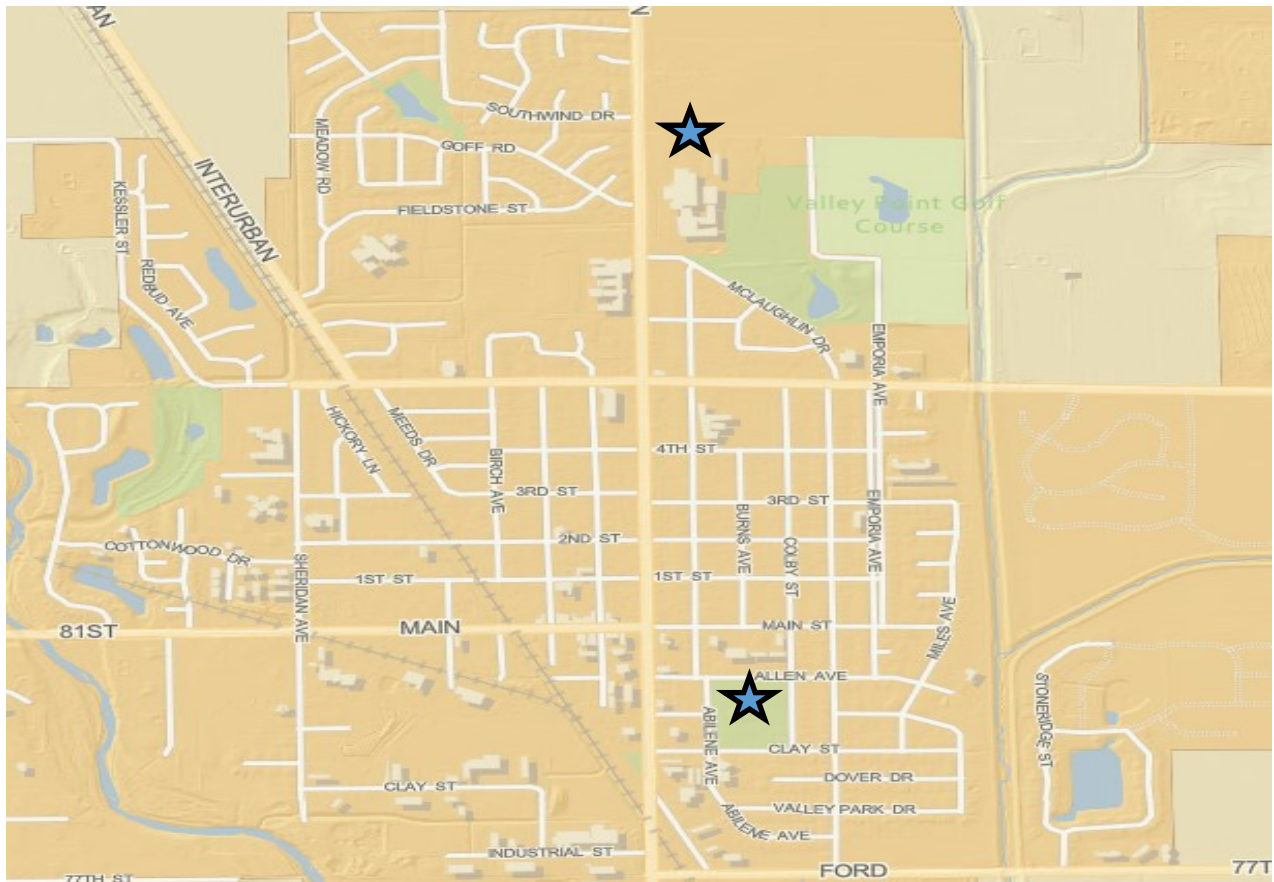 AN
N
SOUTHWIND DR
MEADOW RD
GOFF RD
INTERURBAN
KESSLER ST
FIELDSTONE ST
Valley Point Golf
Course
REDBUD AVE
MCLAUGHLIN DR
EMPORIA AVE
HICKORY LN
MEEDS DR
BIRCH AVE
4TH ST
3RD ST
3RD ST
BURNS AVE
EMPORIA AVE
COLBY ST
2ND ST
COTTONWOOD DR
SHERIDAN AVE
1ST ST
1ST ST
81ST
MAIN
MAIN ST
MILES AVE
ALLEN AVE
ABILENE AVE
STONERIDGE ST
CLAY ST
DOVER DR
CLAY ST
VALLEY PARK DR
ABILENE AVE
INDUSTRIAL ST
FORD
77T
77TH ST